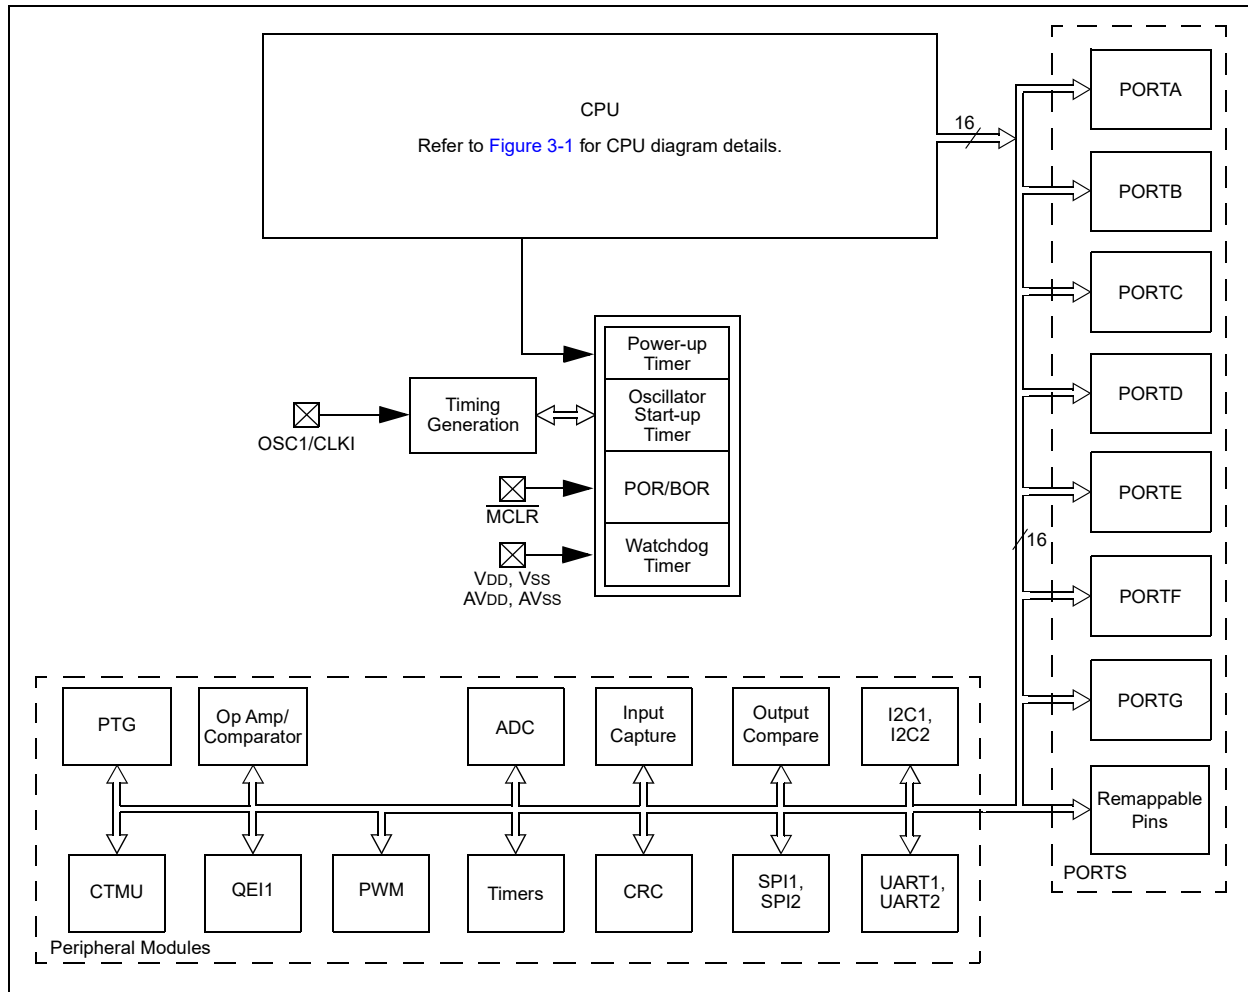 CPU
Refer to Figure 3-1 for CPU diagram details.
16
PORTA
PORTB
PORTC
PORTD
PORTE
16
PORTF
PORTG
Remappable
Pins
PORTS
Power-up
Timer
Oscillator
Start-up
Timer
POR/BOR
Watchdog
Timer
Timing
Generation
OSC1/CLKI
MCLR
VDD, VSS
AVDD, AVSS
PTG
Op Amp/
Comparator
ADC
Input
Capture
Output
Compare
I2C1,
I2C2
CTMU
QEI1
PWM
Timers
CRC
SPI1,
SPI2
UART1,
UART2
Peripheral Modules